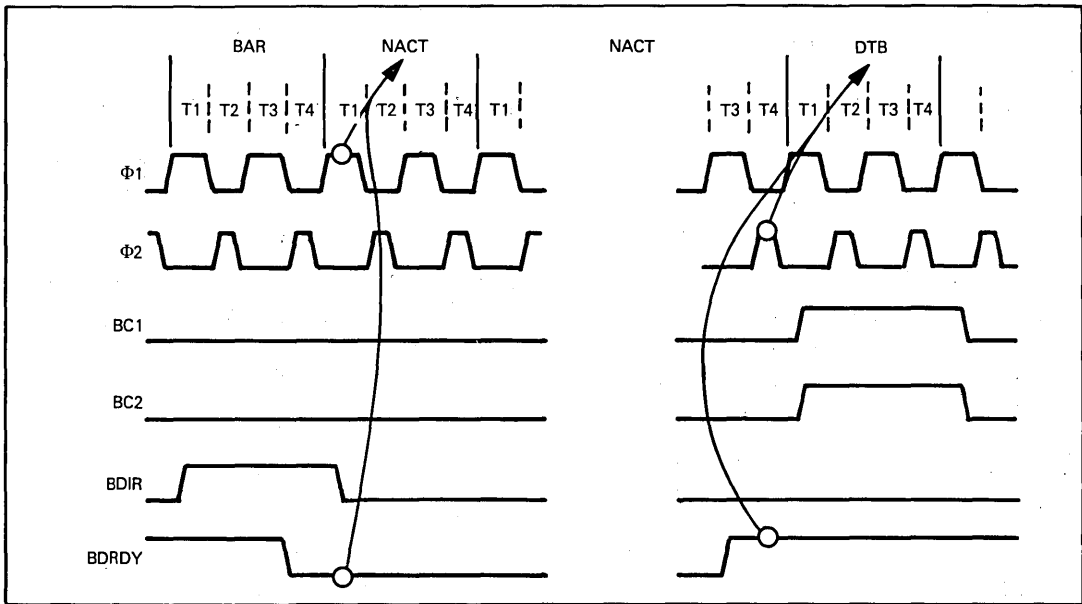 BAR NACT NACT DTB
T1 T2 T3 T4 T1 T2 T3 T4 T1 T3 T4 T1 T2 T3 T4
Φ1
Φ2
BC1
BC2
BDIR
BDRDY